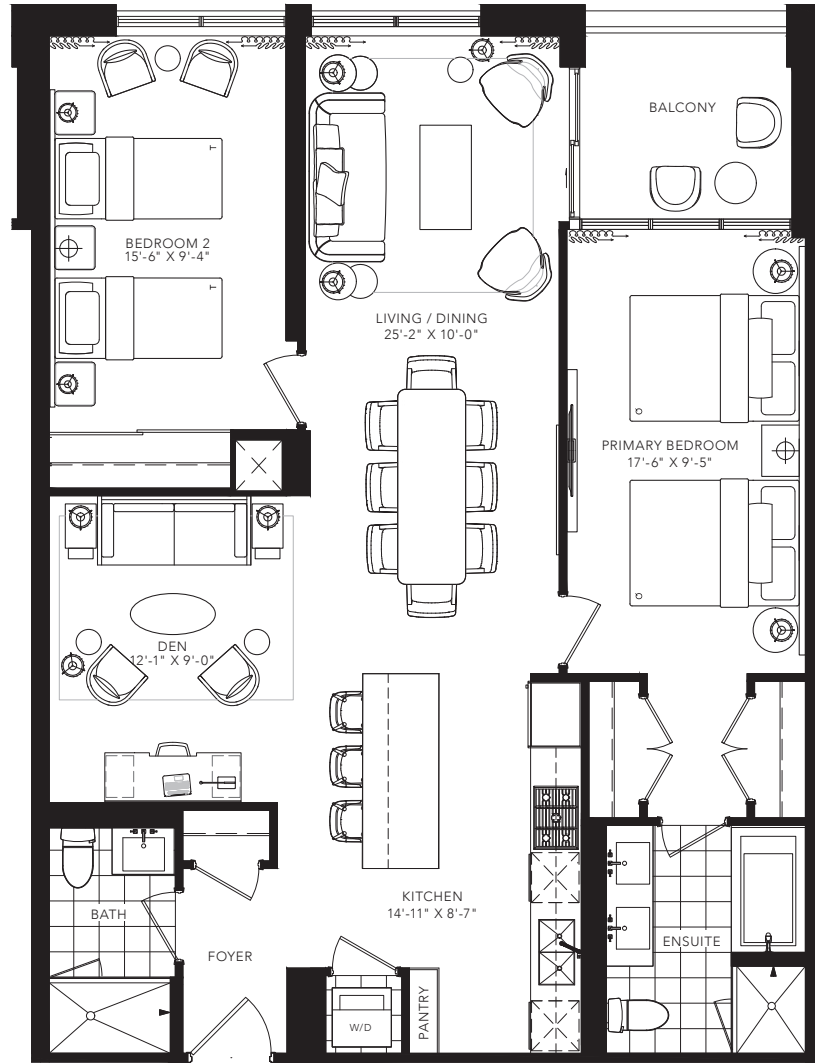 BALCONY
BEDROOM 2
15'-6" X 9'-4"
LIVING / DINING
25'-2" X 10'-0"
PRIMARY BEDROOM
17'-6" X 9'-5"
DEN
12'-1" X 9'-0"
KITCHEN
14'-11" X 8'-7"
BATH
FOYER
ENSUITE
W/D
PANTRY